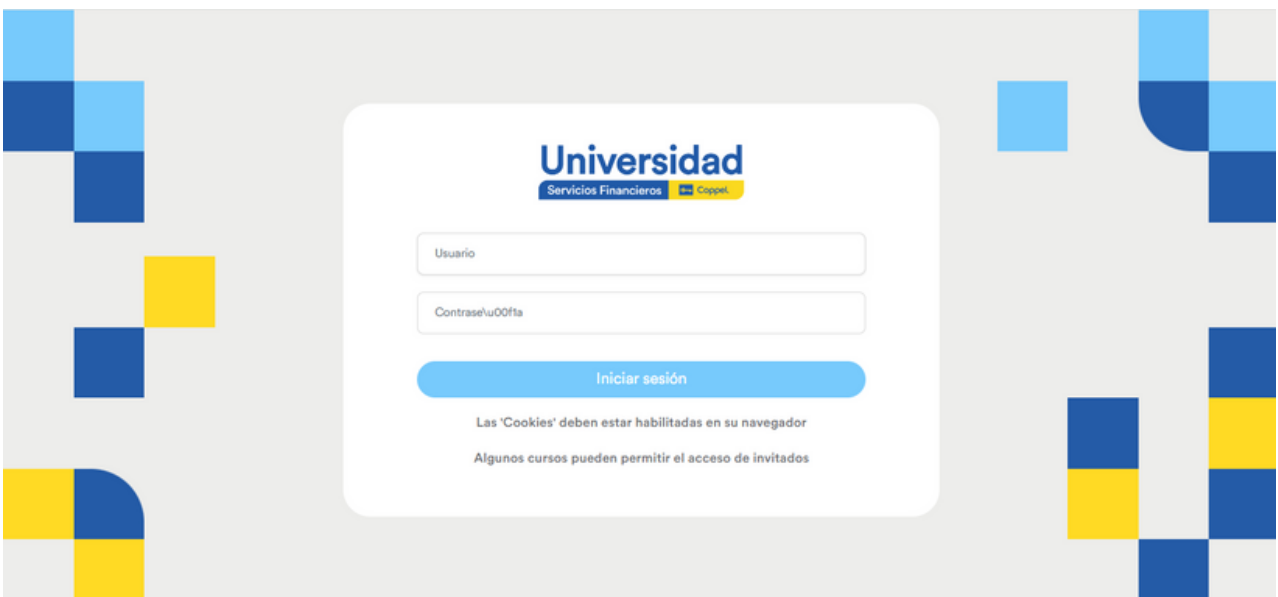 Universidad
Servicios Financieros Coppel.
Usuario
Contrase\u00f1a
Iniciar sesión
Las 'Cookies' deben estar habilitadas en su navegador
Algunos cursos pueden permitir el acceso de invitados